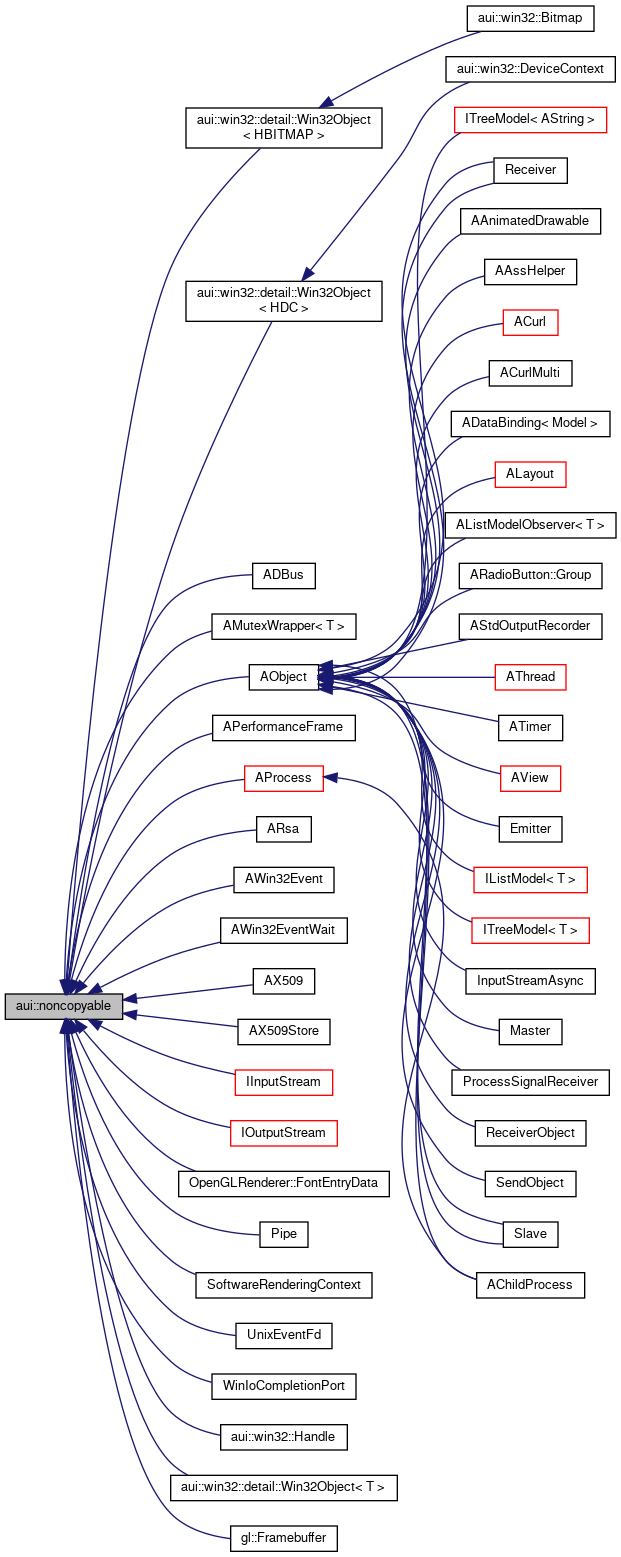 aui::win32::Bitmap
aui::win32::DeviceContext
aui::win32::detail::Win32Object
< HBITMAP >
ITreeModel< AString >
Receiver
AAnimatedDrawable
AAssHelper
aui::win32::detail::Win32Object
< HDC >
ACurl
ACurlMulti
ADataBinding< Model >
ALayout
AListModelObserver< T >
ADBus
ARadioButton::Group
AMutexWrapper< T >
AStdOutputRecorder
AObject
AThread
APerformanceFrame
ATimer
AProcess
AView
ARsa
Emitter
AWin32Event
IListModel< T >
AWin32EventWait
ITreeModel< T >
AX509
InputStreamAsync
aui::noncopyable
AX509Store
Master
IInputStream
ProcessSignalReceiver
IOutputStream
ReceiverObject
OpenGLRenderer::FontEntryData
SendObject
Pipe
Slave
SoftwareRenderingContext
AChildProcess
UnixEventFd
WinIoCompletionPort
aui::win32::Handle
aui::win32::detail::Win32Object< T >
gl::Framebuffer